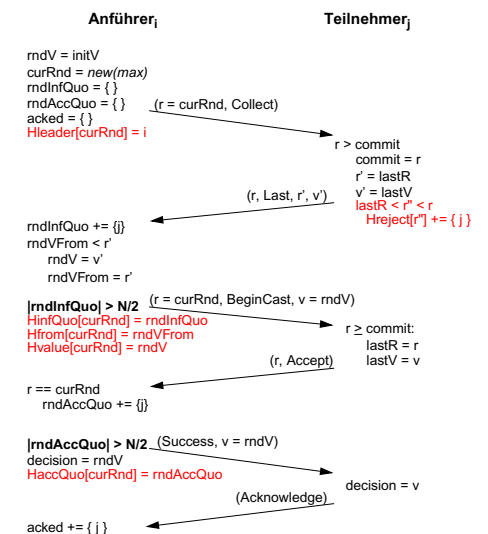 Anführer_i Teilnehmer_j
rndV = initV
curRnd = new(max)
rndInfQuo = { }
rndAccQuo = { } (r = curRnd, Collect)
acked = { }
Hleader[curRnd] = i
r > commit
commit = r
r' = lastR
(r, Last, r', v') v' = lastV
lastR < r" < r
Hreject[r"] += { j }
rndInfQuo += {j}
rndVFrom < r'
rndV = v'
rndVFrom = r'
|rndInfQuo| > N/2 (r = curRnd, BeginCast, v = rndV)
HinfQuo[curRnd] = rndInfQuo
Hfrom[curRnd] = rndVFrom
Hvalue[curRnd] = rndV
r ≥ commit:
lastR = r
(r, Accept) lastV = v
r == curRnd
rndAccQuo += {j}
|rndAccQuo| > N/2 (Success, v = rndV)
decision = rndV
HaccQuo[curRnd] = rndAccQuo
decision = v
(Acknowledge)
acked += { j }